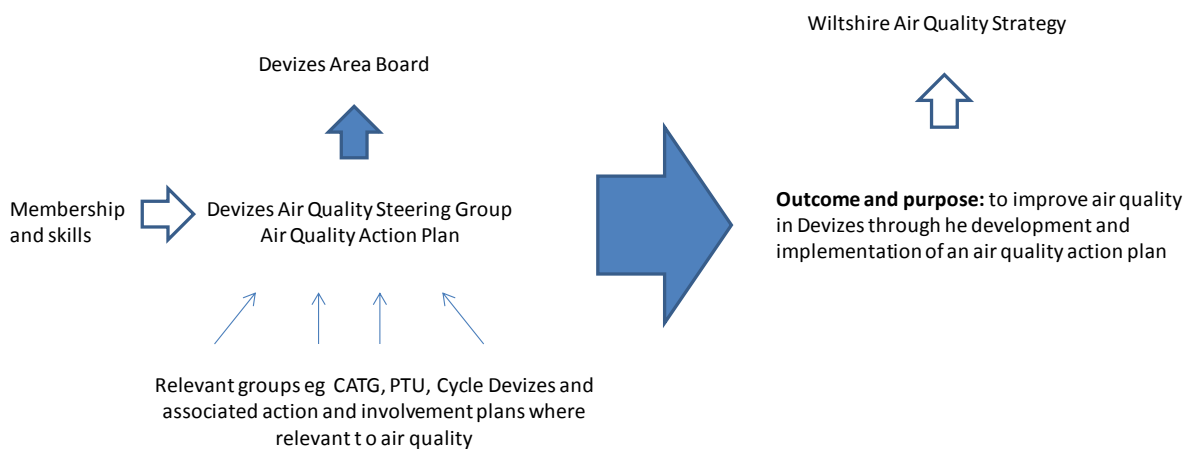 Wiltshire Air Quality Strategy
Devizes Area Board
Membership
and skills
Devizes Air Quality Steering Group
Air Quality Action Plan
Outcome and purpose: to improve air quality
in Devizes through he development and
implementation of an air quality action plan
Relevant groups eg CATG, PTU, Cycle Devizes and
associated action and involvement plans where
relevant t o air quality